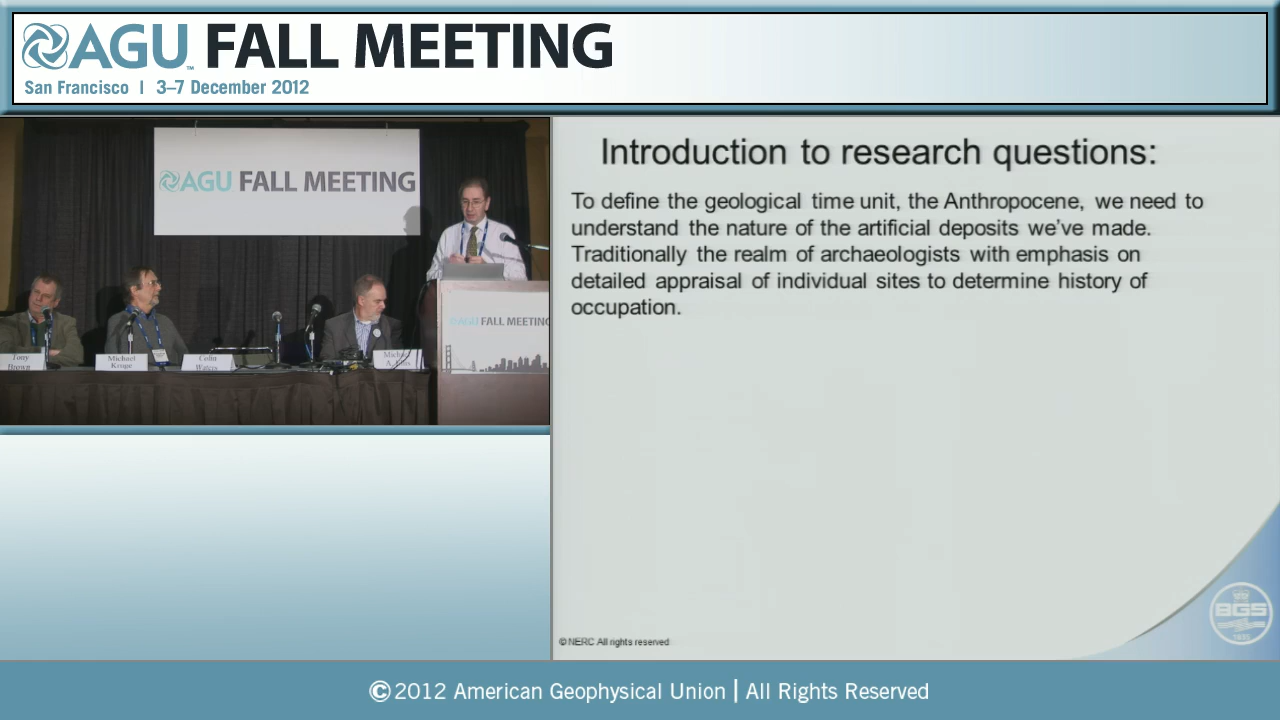 AGU™ FALL MEETING
San Francisco | 3–7 December 2012
AGU FALL MEETING
AGU FALL MEETING
Tony
Brown
Michael
Kruge
Colin
Waters
Introduction to research questions:
To define the geological time unit, the Anthropocene, we need to
understand the nature of the artificial deposits we've made.
Traditionally the realm of archaeologists with emphasis on
detailed appraisal of individual sites to determine history of
occupation.
© NERC All rights reserved
BGS
1835
© 2012 American Geophysical Union | All Rights Reserved